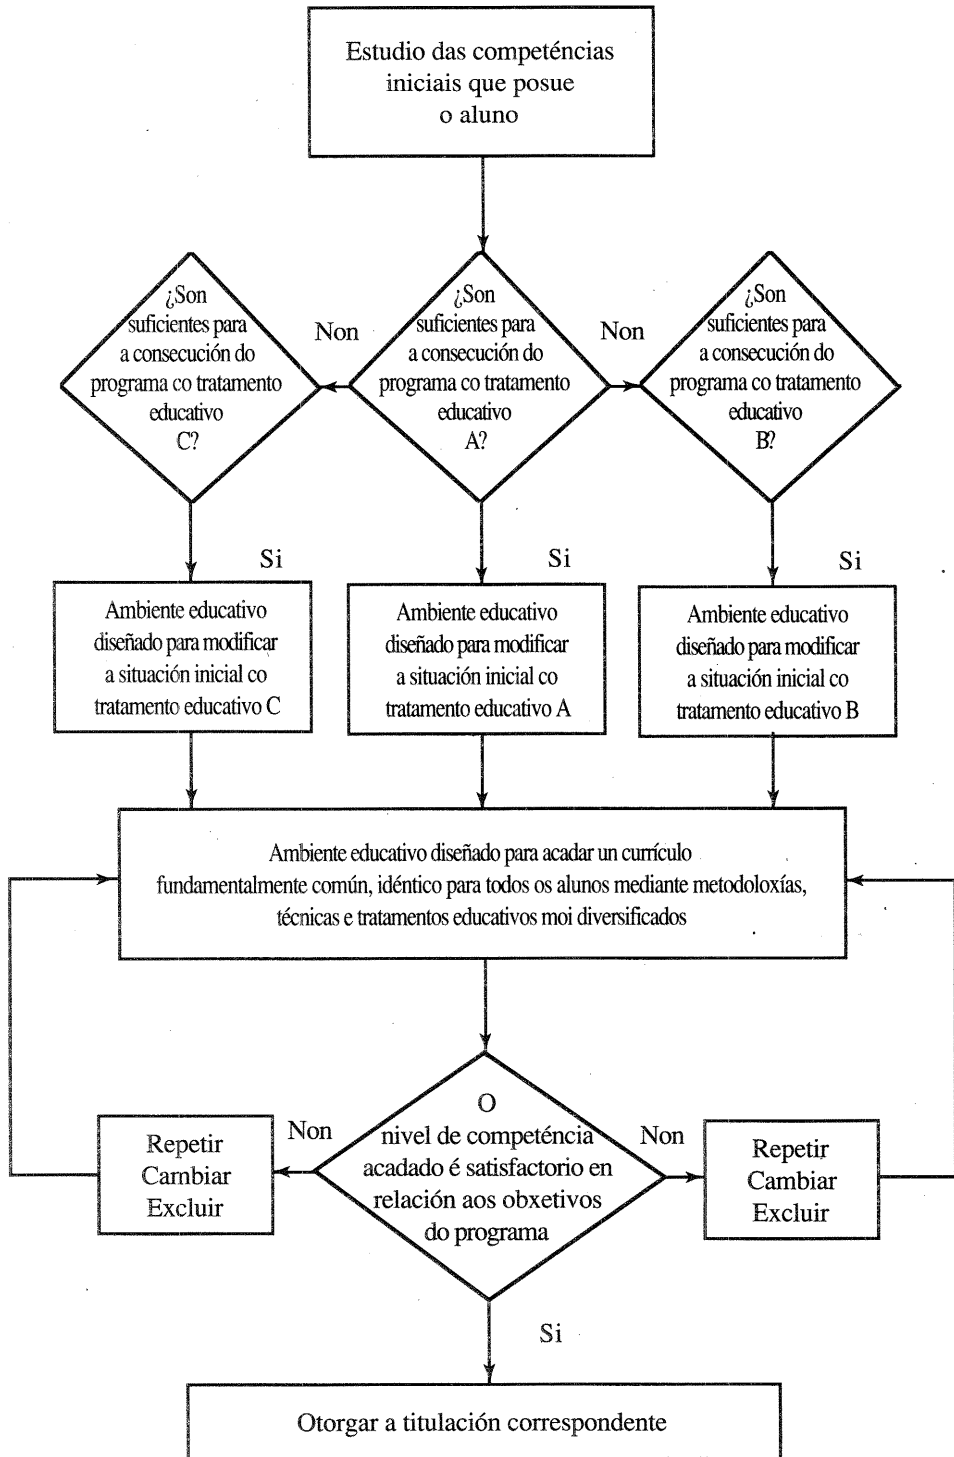 Estudio das competéncias
iniciais que posue
o aluno
¿Son
suficientes para
a consecución do
programa co tratamento
educativo
C?
Non
¿Son
suficientes para
a consecución do
programa co tratamento
educativo
A?
Non
¿Son
suficientes para
a consecución do
programa co tratamento
educativo
B?
Si
Si
Si
Ambiente educativo
diseñado para modificar
a situación inicial co
tratamento educativo C
Ambiente educativo
diseñado para modificar
a situación inicial co
tratamento educativo A
Ambiente educativo
diseñado para modificar
a situación inicial co
tratamento educativo B
Ambiente educativo diseñado para acadar un currículo
fundamentalmente común, idéntico para todos os alunos mediante metodoloxías,
técnicas e tratamentos educativos moi diversificados
Repetir
Cambiar
Excluir
Non
O
nivel de competéncia
acadado é satisfactorio en
relación aos obxetivos
do programa
Non
Repetir
Cambiar
Excluir
Si
Otorgar a titulación correspondente